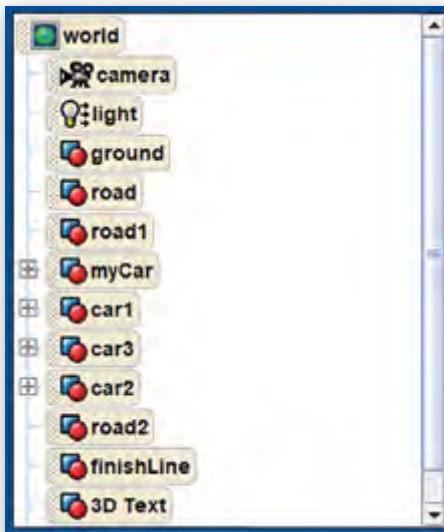 world
camera
light
ground
road
road1
myCar
car1
car3
car2
road2
finishLine
3D Text